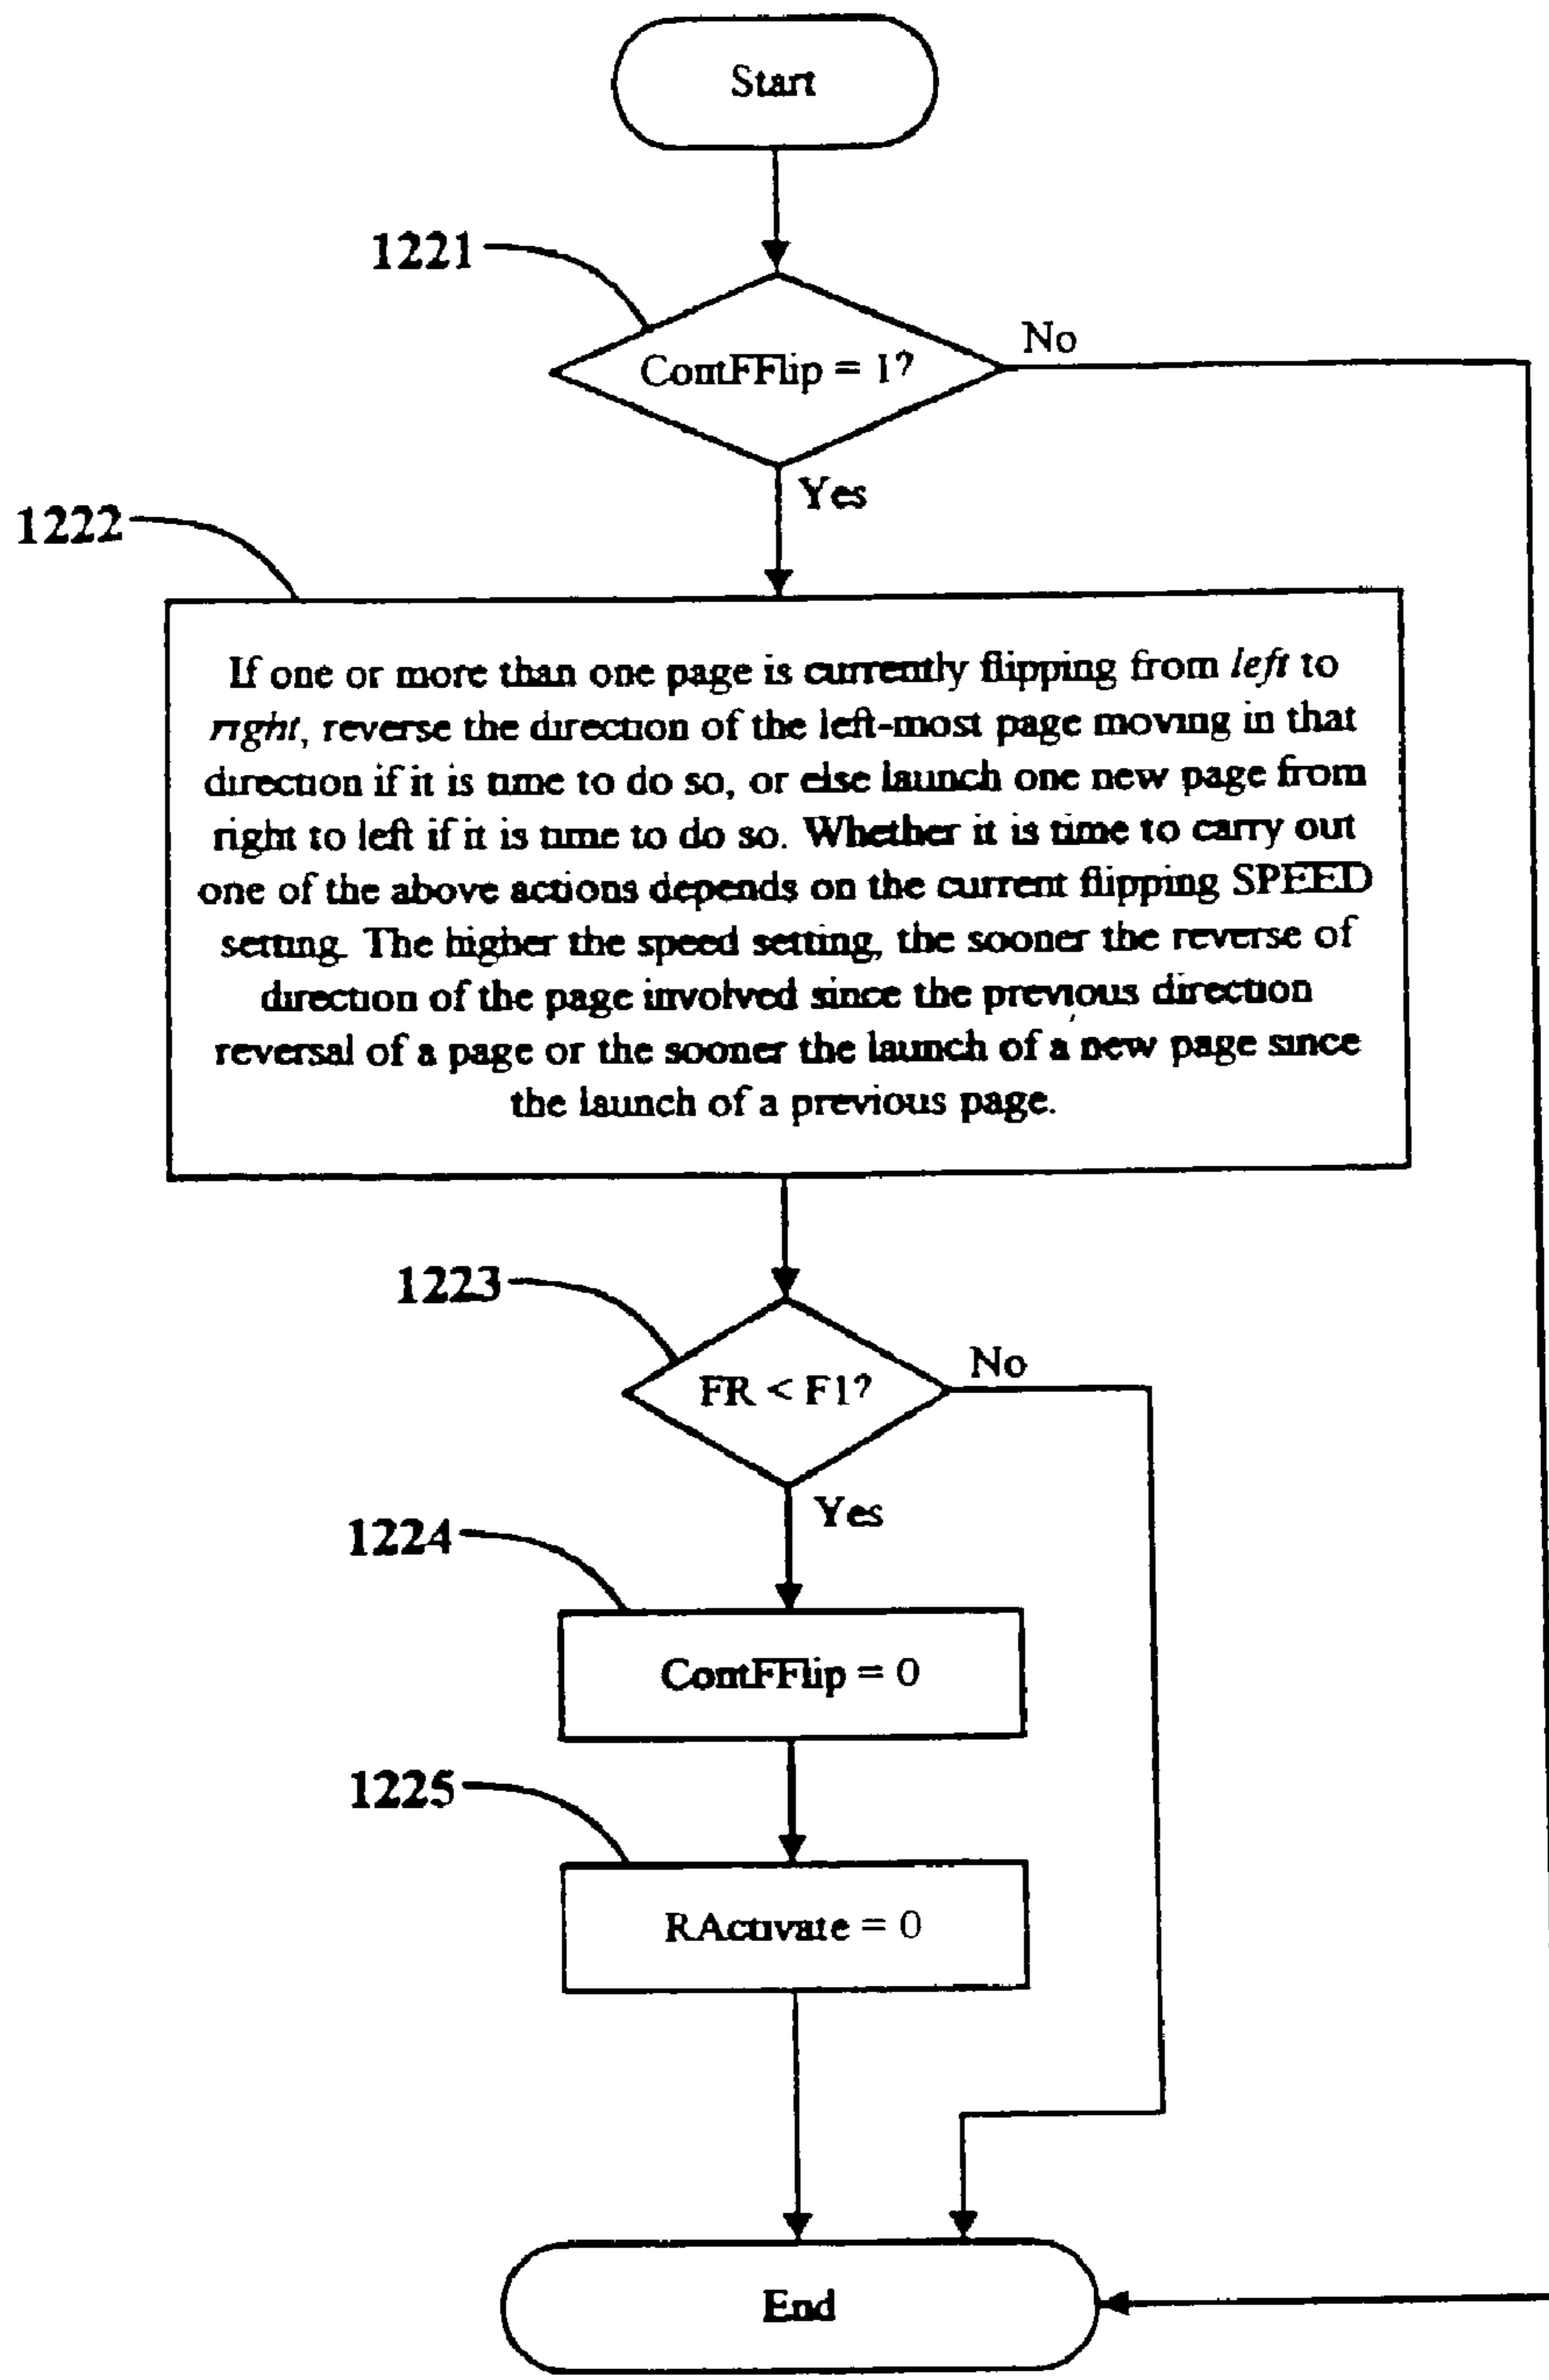 Start
1221
ContFFlip = 1?
No
Yes
1222
If one or more than one page is currently flipping from left to
right, reverse the direction of the left-most page moving in that
direction if it is time to do so, or else launch one new page from
right to left if it is time to do so. Whether it is time to carry out
one of the above actions depends on the current flipping SPEED
setting. The higher the speed setting, the sooner the reverse of
direction of the page involved since the previous direction
reversal of a page or the sooner the launch of a new page since
the launch of a previous page.
1223
FR < F1?
No
Yes
1224
ContFFlip = 0
1225
RActivate = 0
End